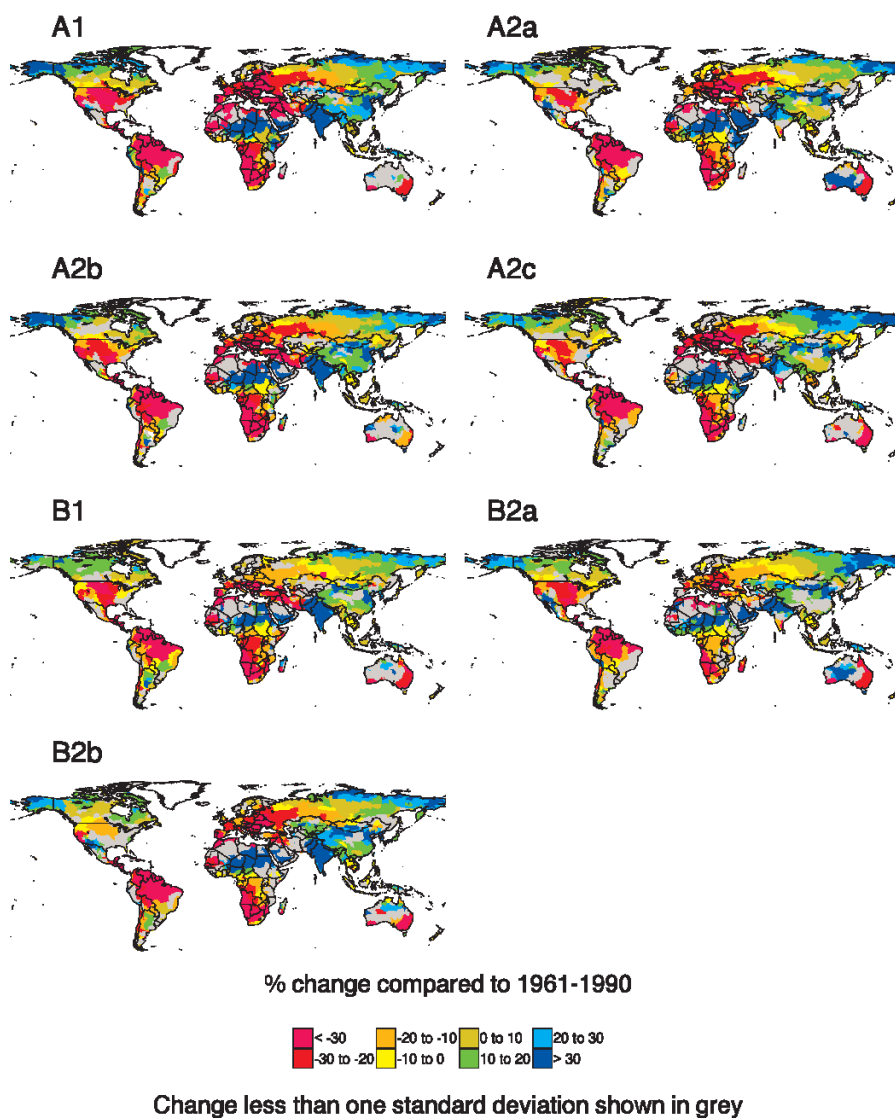 A1
A2a
A2b
A2c
B1
B2a
B2b
% change compared to 1961-1990
< -30
-20 to -10
0 to 10
20 to 30
-30 to -20
-10 to 0
10 to 20
> 30
Change less than one standard deviation shown in grey